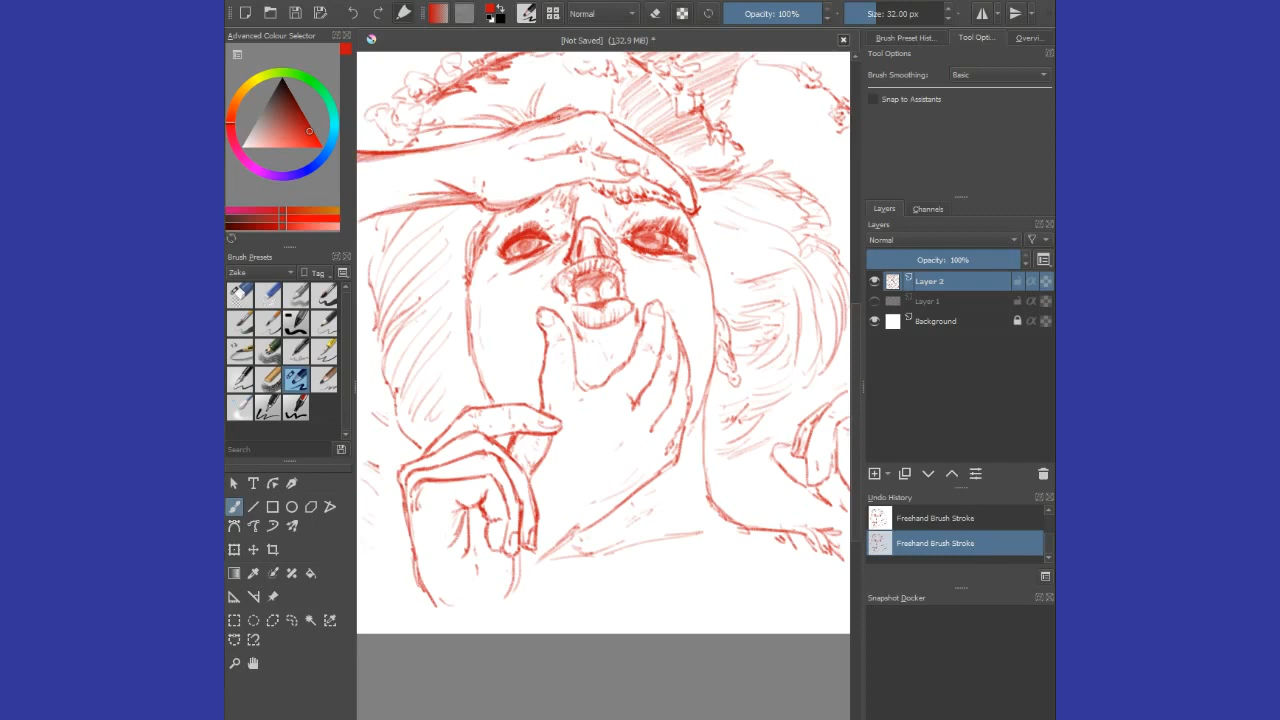 Normal
Opacity: 100%
Size: 32.00 px
Advanced Colour Selector
[Not Saved] (132.9 MiB) *
Brush Preset Hist...
Tool Opti...
Overvi...
Tool Options
Brush Smoothing:
Basic
Snap to Assistants
Layers
Channels
Layers
Normal
Opacity: 100%
Layer 2
Layer 1
Background
Brush Presets
Zeke
Tag
Search
Undo History
Freehand Brush Stroke
Freehand Brush Stroke
Snapshot Docker